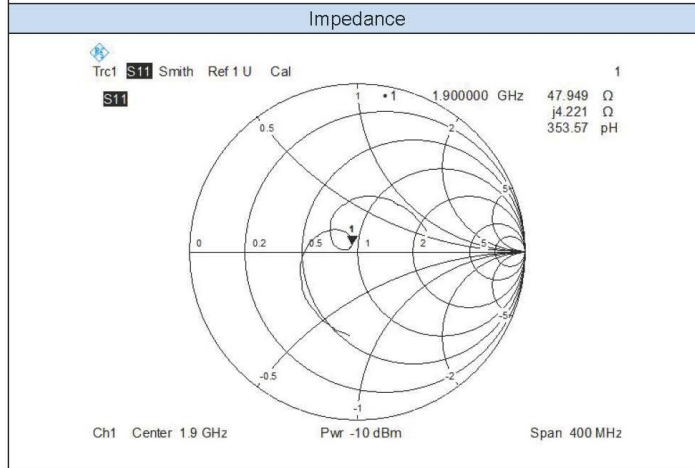 Impedance
Trc1 S11 Smith Ref 1 U Cal 1
S11
•1 1.900000 GHz 47.949 Ω
j4.221 Ω
353.57 pH
1
0.5
2
5
1
0 0.2 0.5 1 2 5
-5
-0.5
-2
-1
Ch1 Center 1.9 GHz Pwr -10 dBm Span 400 MHz